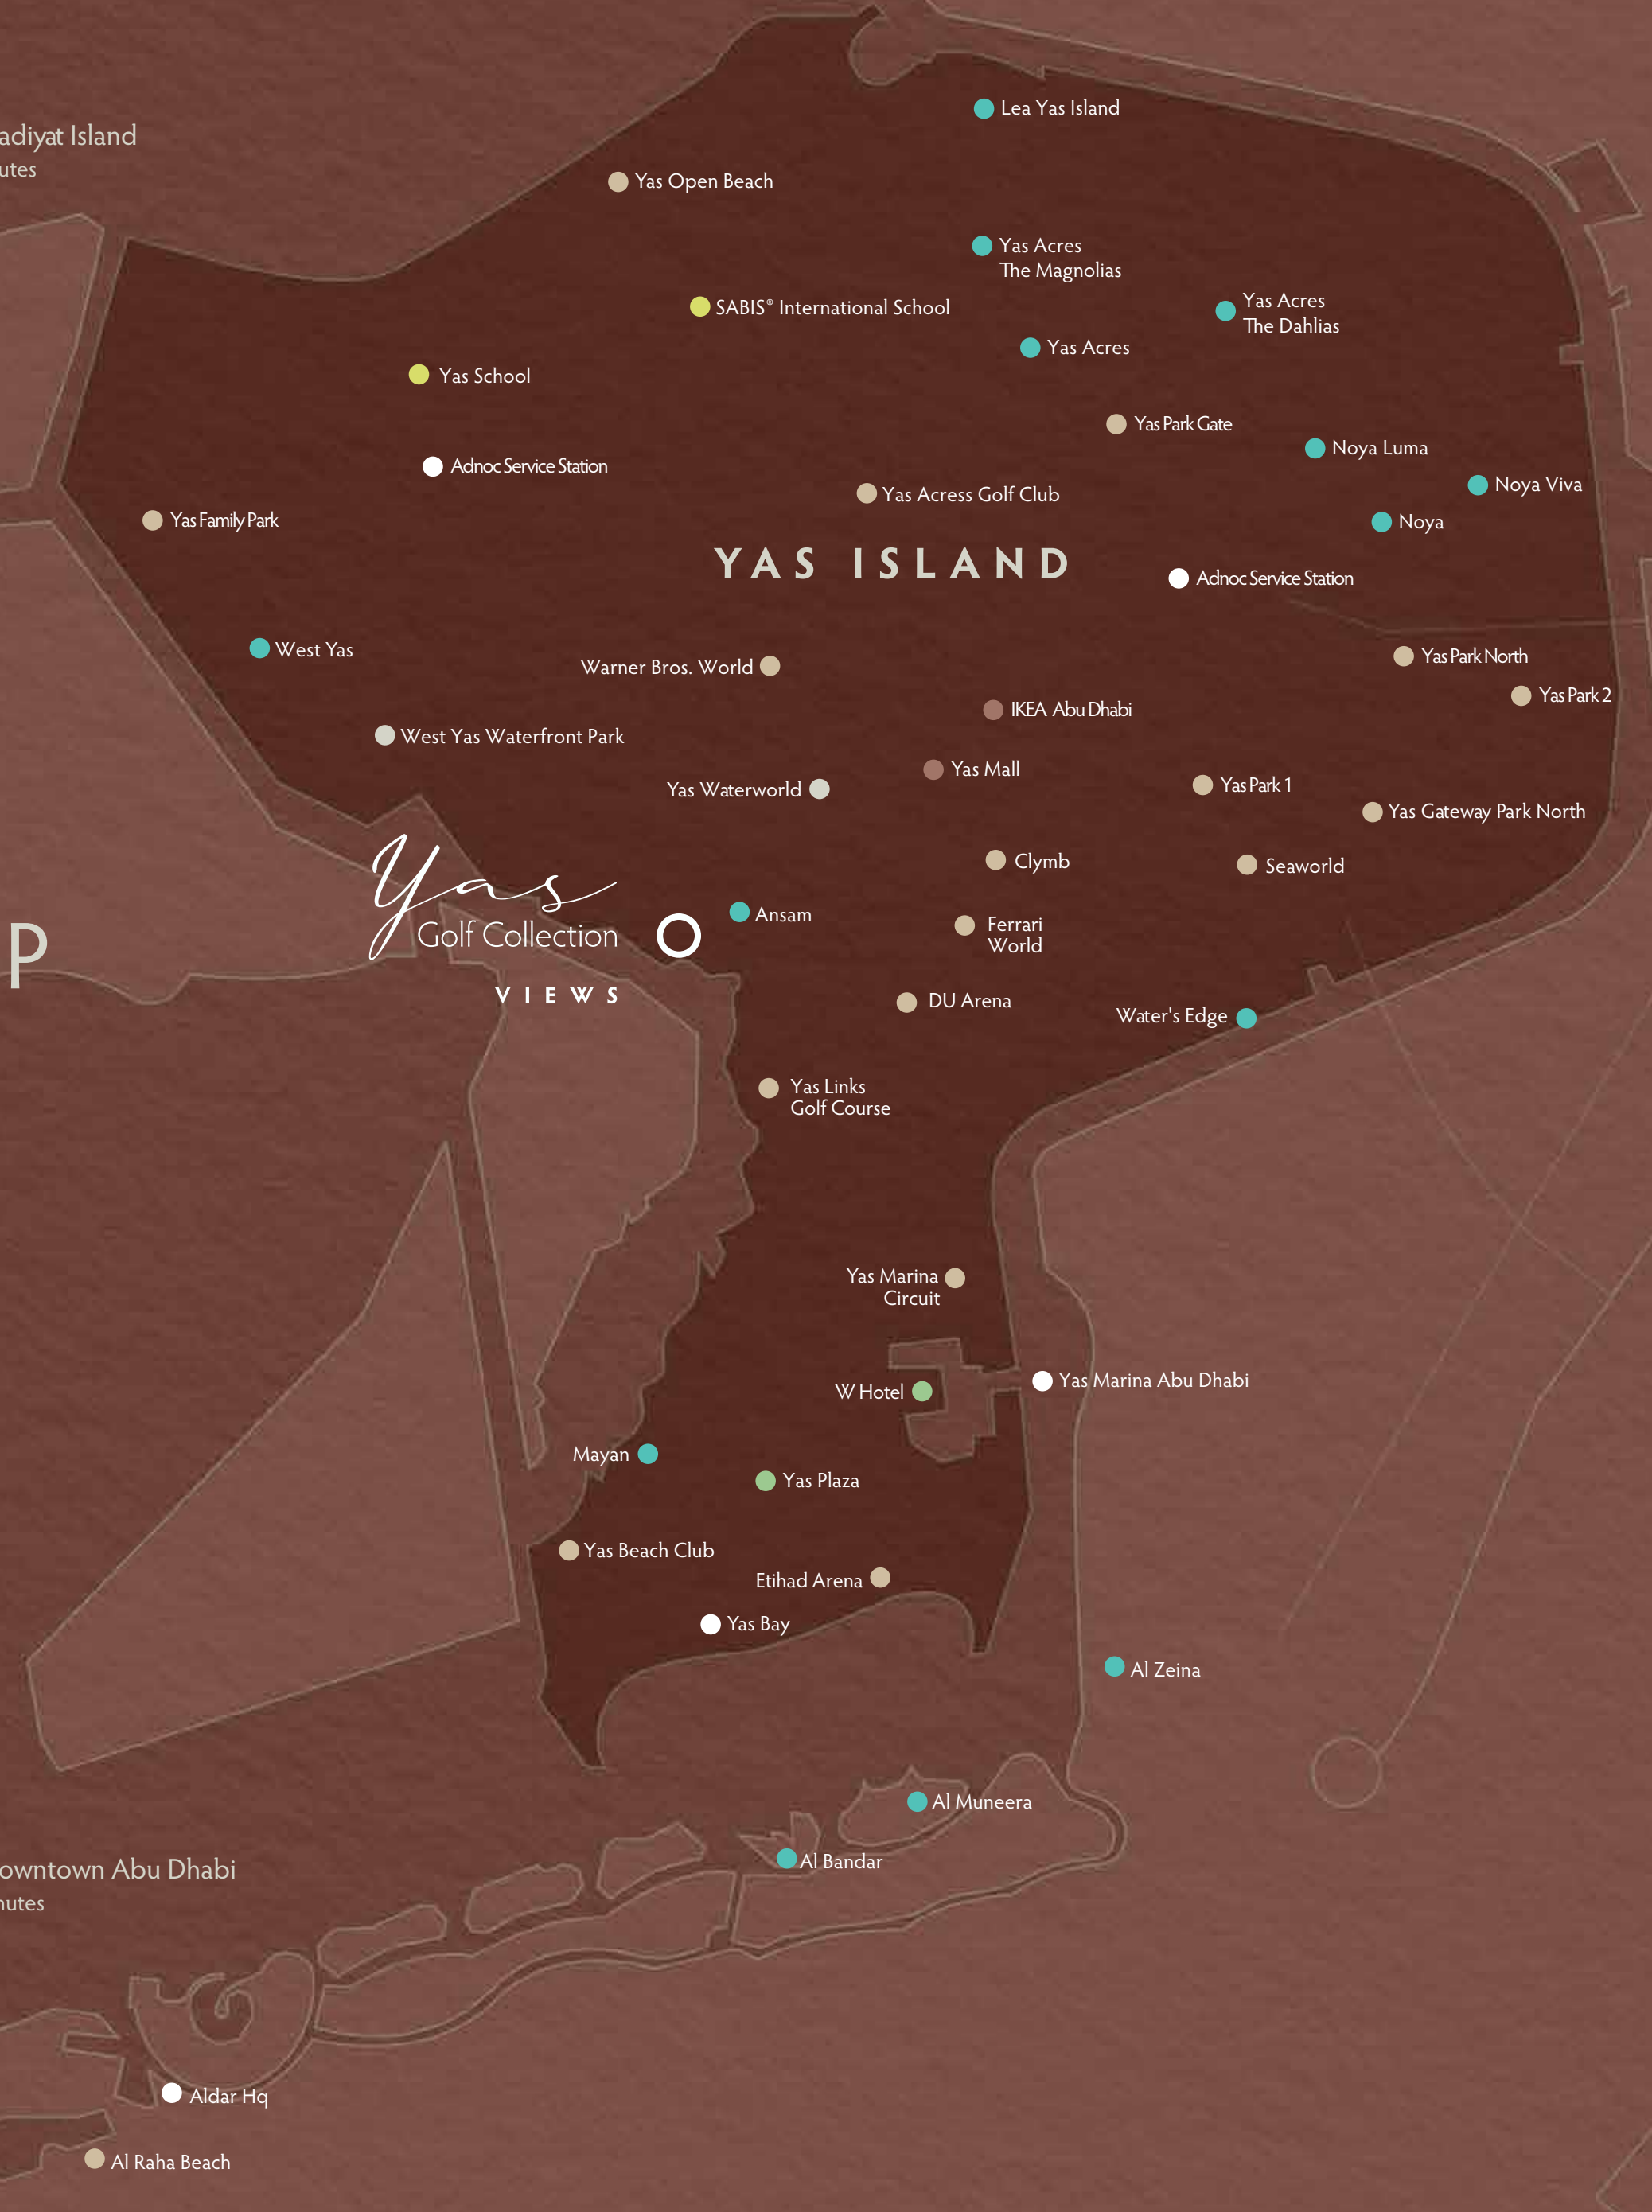 Lea Yas Island
adiyat Island
utes
Yas Open Beach
Yas Acres
The Magnolias
SABIS® International School
Yas Acres
The Dahlias
Yas Acres
Yas School
Yas Park Gate
Noya Luma
Adnoc Service Station
Noya Viva
Yas Acress Golf Club
Yas Family Park
Noya
YAS ISLAND
Adnoc Service Station
West Yas
Warner Bros. World
Yas Park North
Yas Park 2
IKEA Abu Dhabi
West Yas Waterfront Park
Yas Mall
Yas Waterworld
Yas Park 1
Yas Gateway Park North
Clymb
Seaworld
Yas
Golf Collection
VIEWS
Ansam
Ferrari
World
P
DU Arena
Water's Edge
Yas Links
Golf Course
Yas Marina
Circuit
Yas Marina Abu Dhabi
W Hotel
Mayan
Yas Plaza
Yas Beach Club
Etihad Arena
Yas Bay
Al Zeina
Al Muneera
Al Bandar
owntown Abu Dhabi
nutes
Aldar Hq
Al Raha Beach